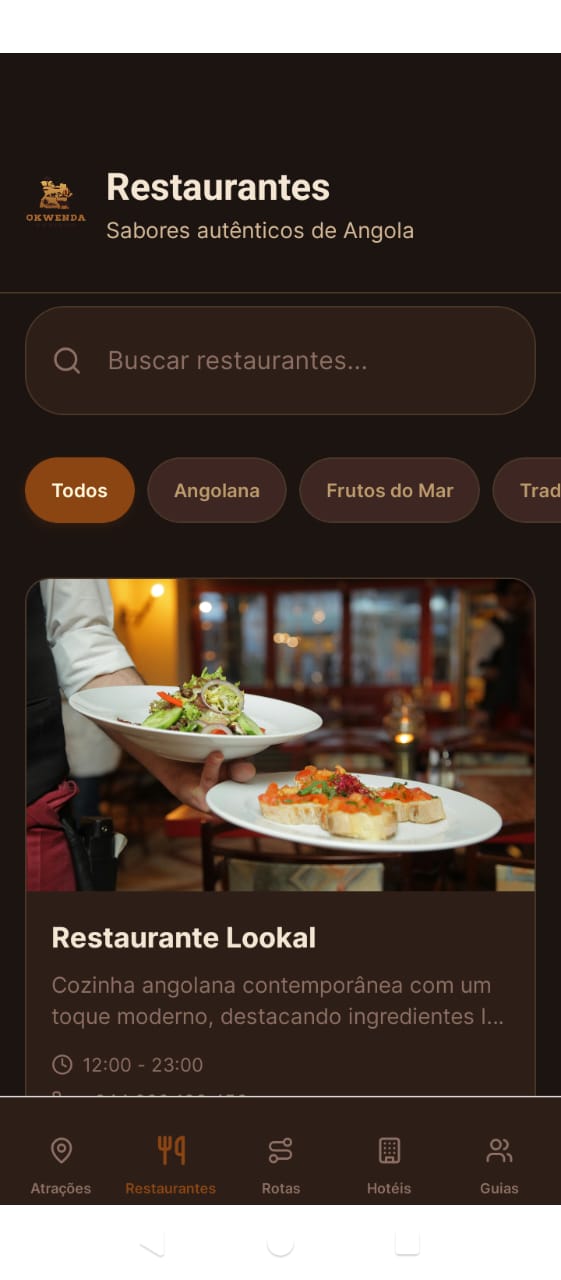 OKWENDA
Restaurantes
Sabores autênticos de Angola
Buscar restaurantes...
Todos
Angolana
Frutos do Mar
Trad
Restaurante Lookal
Cozinha angolana contemporânea com um
toque moderno, destacando ingredientes l...
12:00 - 23:00
Atrações
Restaurantes
Rotas
Hotéis
Guias